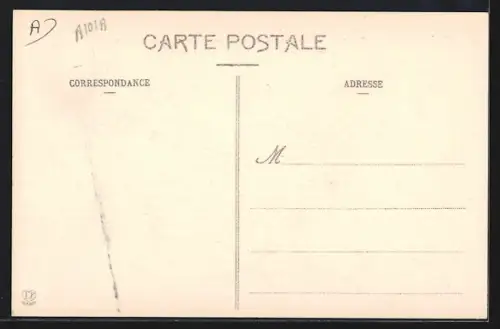 A
A101A
CARTE POSTALE
CORRESPONDANCE
ADRESSE
M